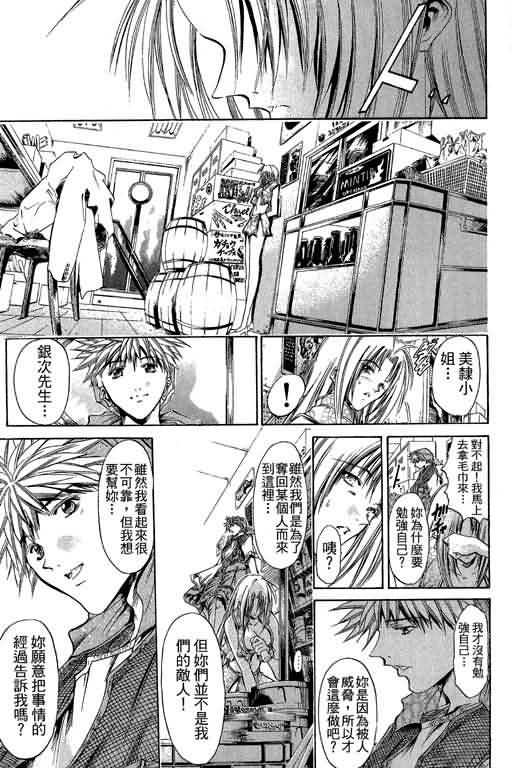 MINTIA
ガチョウ
美隸小
姐…
！
銀次先生…
對不起！我馬上
去拿毛巾來…
妳為什麼要
勉強自己？
咦？
雖然我們是為了
奪回某個人而來
到這裡…
雖然我看起來很
不可靠，但我想
要幫妳…
我才沒有勉
強自己…
妳是因為被人
威脅，所以才
會這麼做吧？
但妳們並不是我
們的敵人！
妳願意把事情的
經過告訴我嗎？